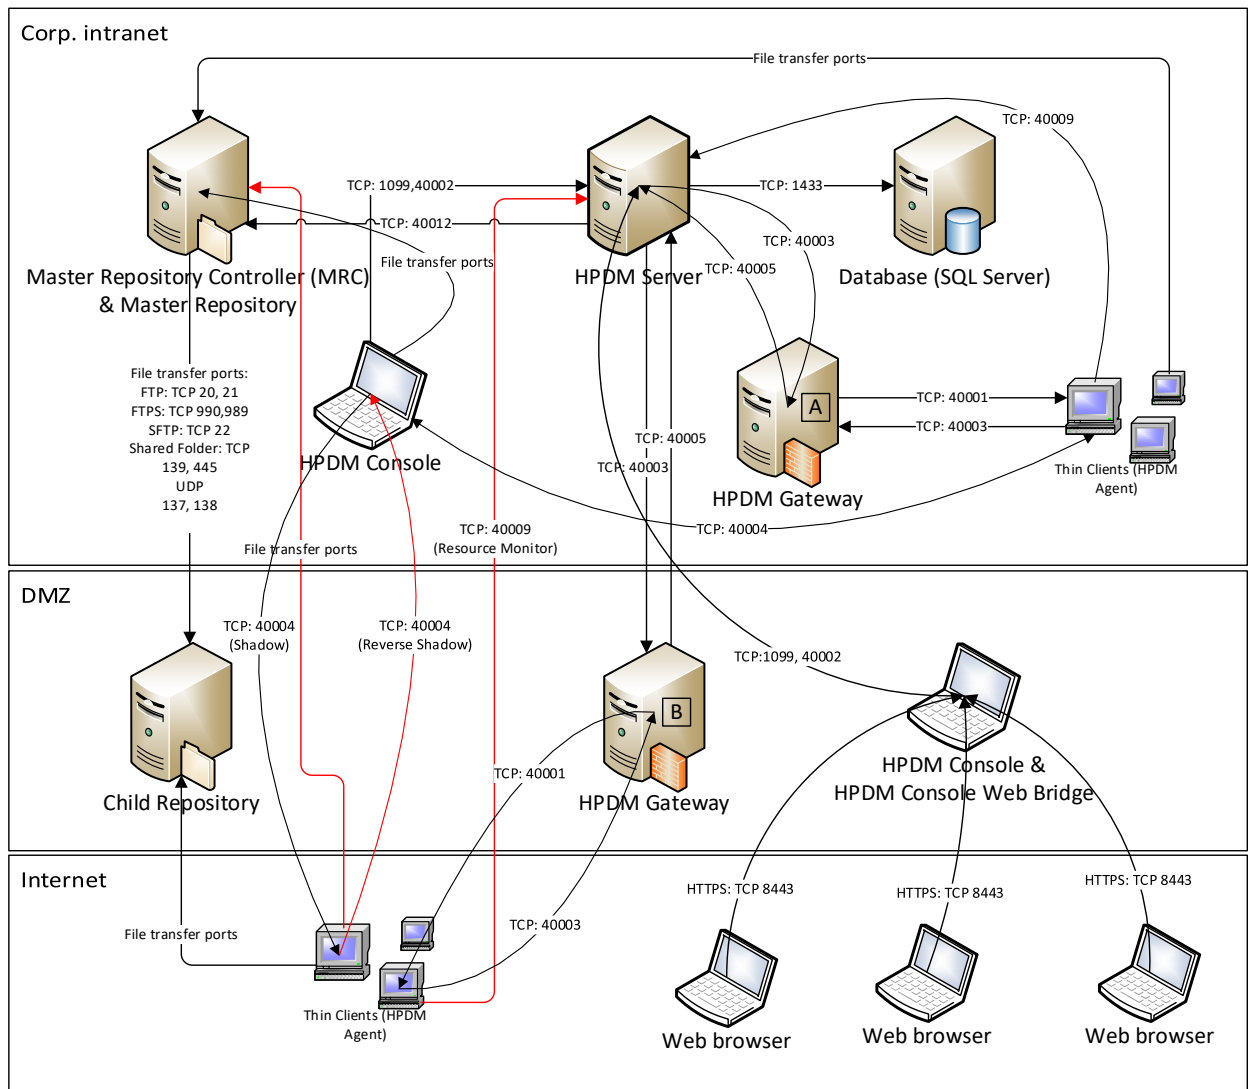 Corp. intranet
File transfer ports
TCP: 40009
TCP: 1099,40002
TCP: 1433
TCP: 40012
TCP: 40003
File transfer ports
TCP: 40005
Master Repository Controller (MRC)
& Master Repository
HPDM Server
Database (SQL Server)
File transfer ports:
FTP: TCP 20, 21
FTPS: TCP 990,989
SFTP: TCP 22
Shared Folder: TCP
139, 445
UDP
137, 138
A
TCP: 40001
TCP: 40003
TCP: 40005
HPDM Console
TCP: 40003
Thin Clients (HPDM
Agent)
HPDM Gateway
TCP: 40004
TCP: 40009
(Resource Monitor)
File transfer ports
DMZ
TCP: 40004
(Shadow)
TCP: 40004
(Reverse Shadow)
TCP:1099, 40002
B
TCP: 40001
HPDM Console &
HPDM Console Web Bridge
Child Repository
HPDM Gateway
Internet
HTTPS: TCP 8443
HTTPS: TCP 8443
HTTPS: TCP 8443
TCP: 40003
File transfer ports
Thin Clients (HPDM
Agent)
Web browser
Web browser
Web browser